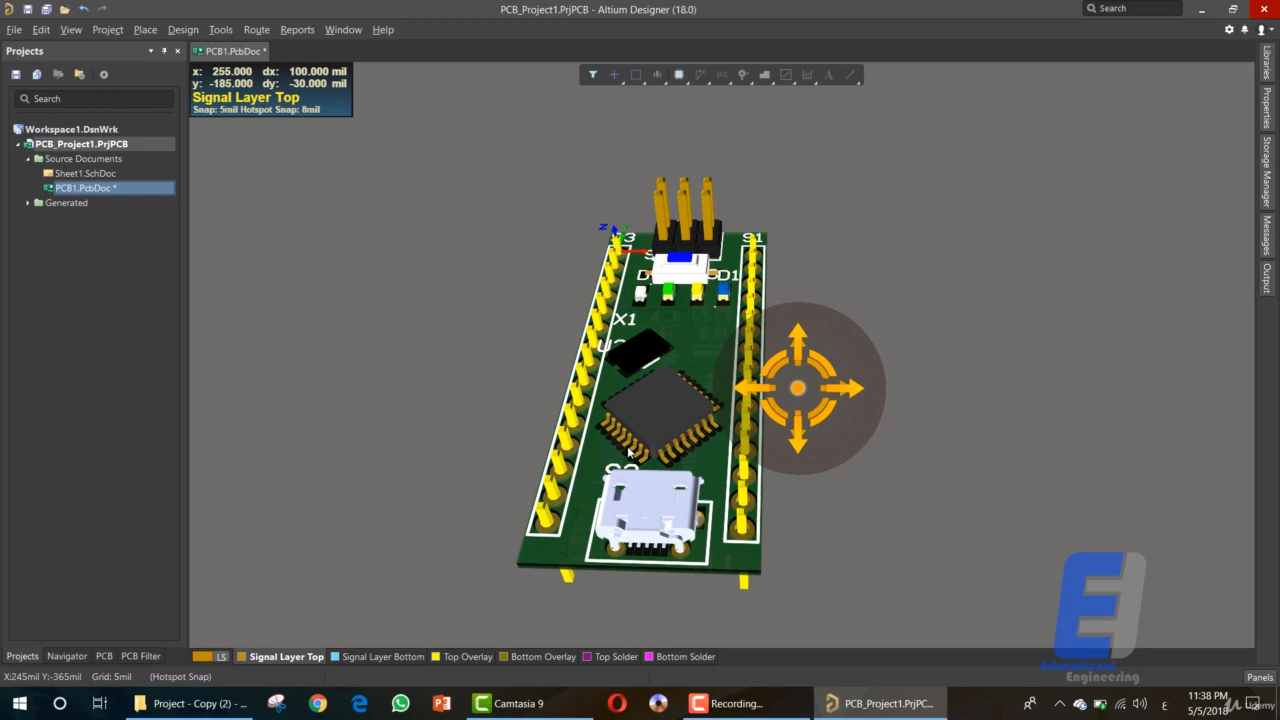 PCB_Project1.PrjPCB - Altium Designer (18.0)
Search
File Edit View Project Place Design Tools Route Reports Window Help
Projects
PCB1.PcbDoc *
x: 255.000 dx: 100.000 mil
y: -185.000 dy: -30.000 mil
Signal Layer Top
Snap: 5mil Hotspot Snap: 8mil
Search
Workspace1.DsnWrk
PCB_Project1.PrjPCB
Source Documents
Sheet1.SchDoc
PCB1.PcbDoc *
Generated
Libraries
Properties
Storage Manager
Messages
Output
Z
S1
D1
X1
Projects Navigator PCB PCB Filter
LS Signal Layer Top Signal Layer Bottom Top Overlay Bottom Overlay Top Solder Bottom Solder
X:245mil Y:-365mil Grid: 5mil (Hotspot Snap)
Panels
Educational
Engineering
Project - Copy (2) - ...
Camtasia 9
Recording...
PCB_Project1.PrjPC...
ع
11:38 PM
5/5/2018
Udemy